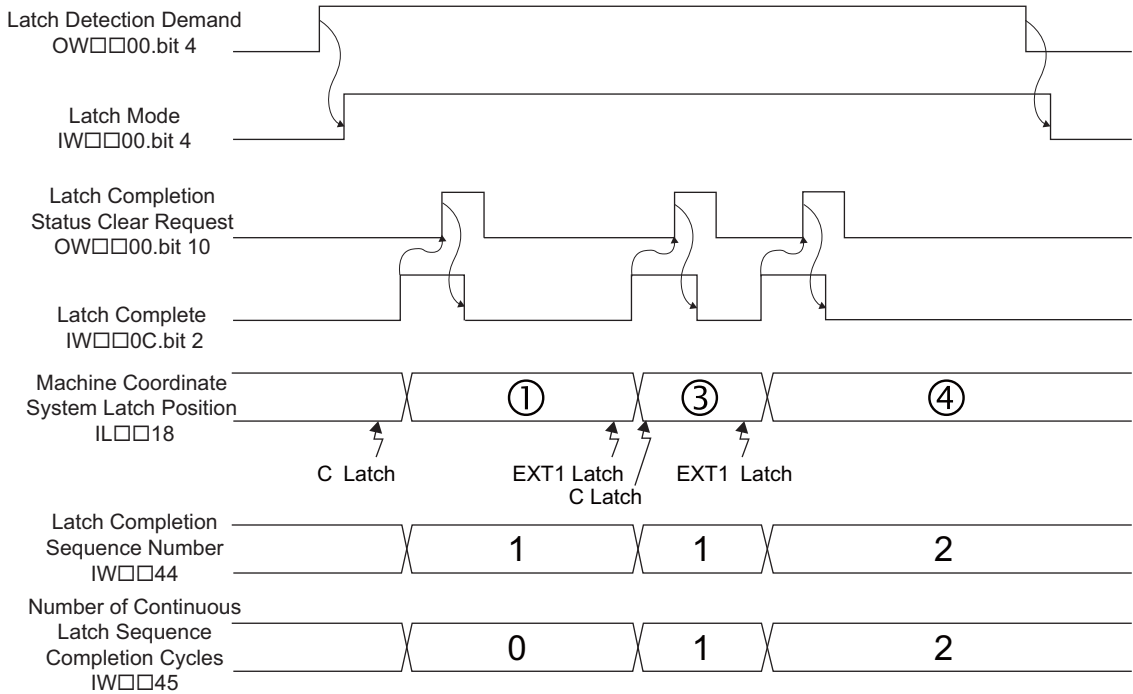 Latch Detection Demand
OW□□00.bit 4
Latch Mode
IW□□00.bit 4
Latch Completion
Status Clear Request
OW□□00.bit 10
Latch Complete
IW□□0C.bit 2
Machine Coordinate
System Latch Position
IL□□18
① ③ ④
C Latch EXT1 Latch EXT1 Latch
C Latch
Latch Completion
Sequence Number
IW□□44
1 1 2
Number of Continuous
Latch Sequence
Completion Cycles
IW□□45
0 1 2